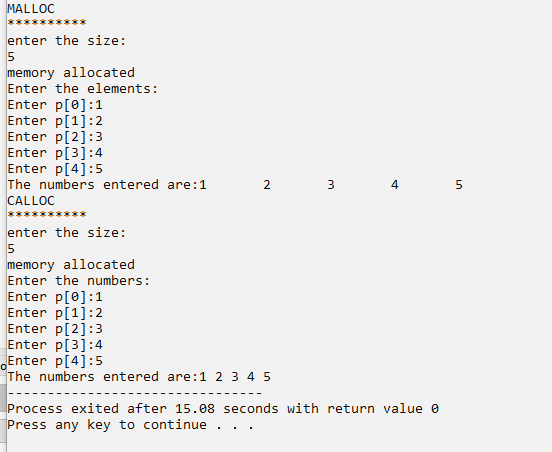 MALLOC
**********
enter the size:
5
memory allocated
Enter the elements:
Enter p[0]:1
Enter p[1]:2
Enter p[2]:3
Enter p[3]:4
Enter p[4]:5
The numbers entered are:1       2       3       4       5
CALLOC
**********
enter the size:
5
memory allocated
Enter the numbers:
Enter p[0]:1
Enter p[1]:2
Enter p[2]:3
Enter p[3]:4
Enter p[4]:5
The numbers entered are:1 2 3 4 5
--------------------------------
Process exited after 15.08 seconds with return value 0
Press any key to continue . . .